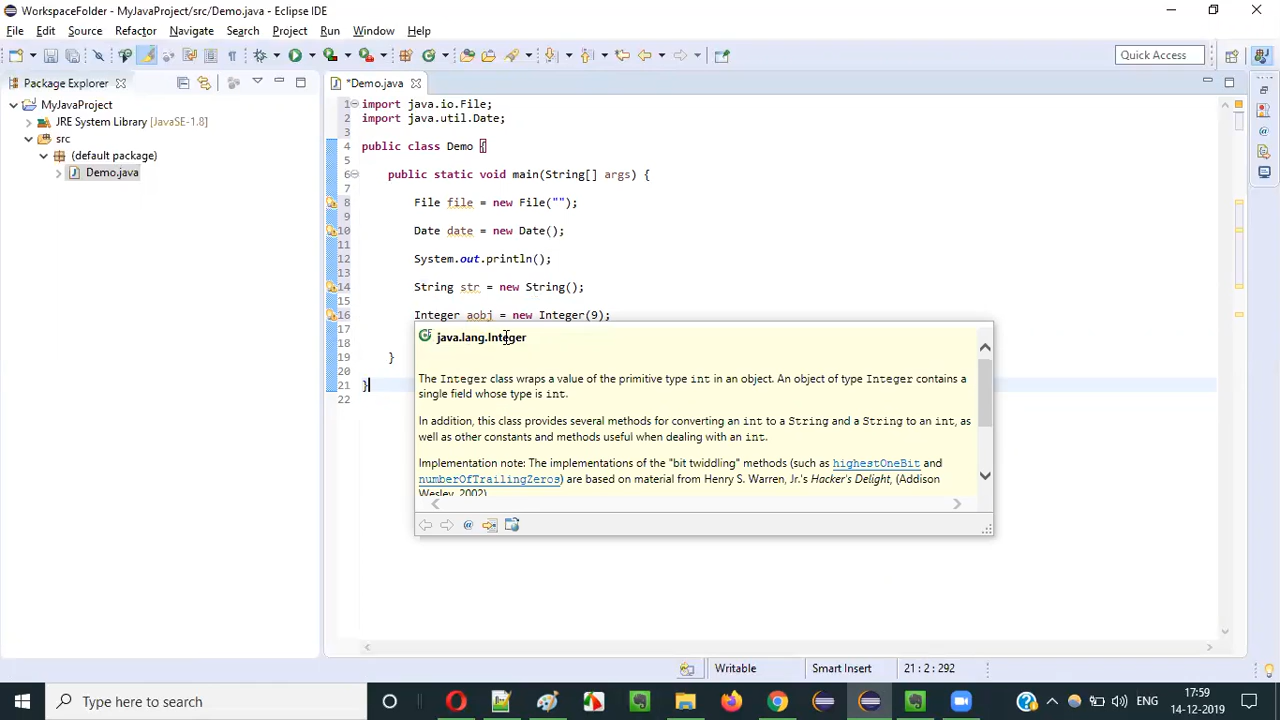 WorkspaceFolder - MyJavaProject/src/Demo.java - Eclipse IDE
File Edit Source Refactor Navigate Search Project Run Window Help
Quick Access
Package Explorer
*Demo.java
MyJavaProject
JRE System Library [JavaSE-1.8]
src
(default package)
Demo.java
1 import java.io.File;
2 import java.util.Date;
3
4 public class Demo {
5
6 public static void main(String[] args) {
7
8 File file = new File("");
9
10 Date date = new Date();
11
12 System.out.println();
13
14 String str = new String();
15
16 Integer aobj = new Integer(9);
17
18
19 }
20
21 }
22
java.lang.Integer
The Integer class wraps a value of the primitive type int in an object. An object of type Integer contains a
single field whose type is int.
In addition, this class provides several methods for converting an int to a String and a String to an int, as
well as other constants and methods useful when dealing with an int.
Implementation note: The implementations of the "bit twiddling" methods (such as highestOneBit and
numberOfTrailingZeros) are based on material from Henry S. Warren, Jr.'s Hacker's Delight, (Addison
Wesley, 2002)
Writable Smart Insert 21 : 2 : 292
Type here to search
ENG
17:59
14-12-2019